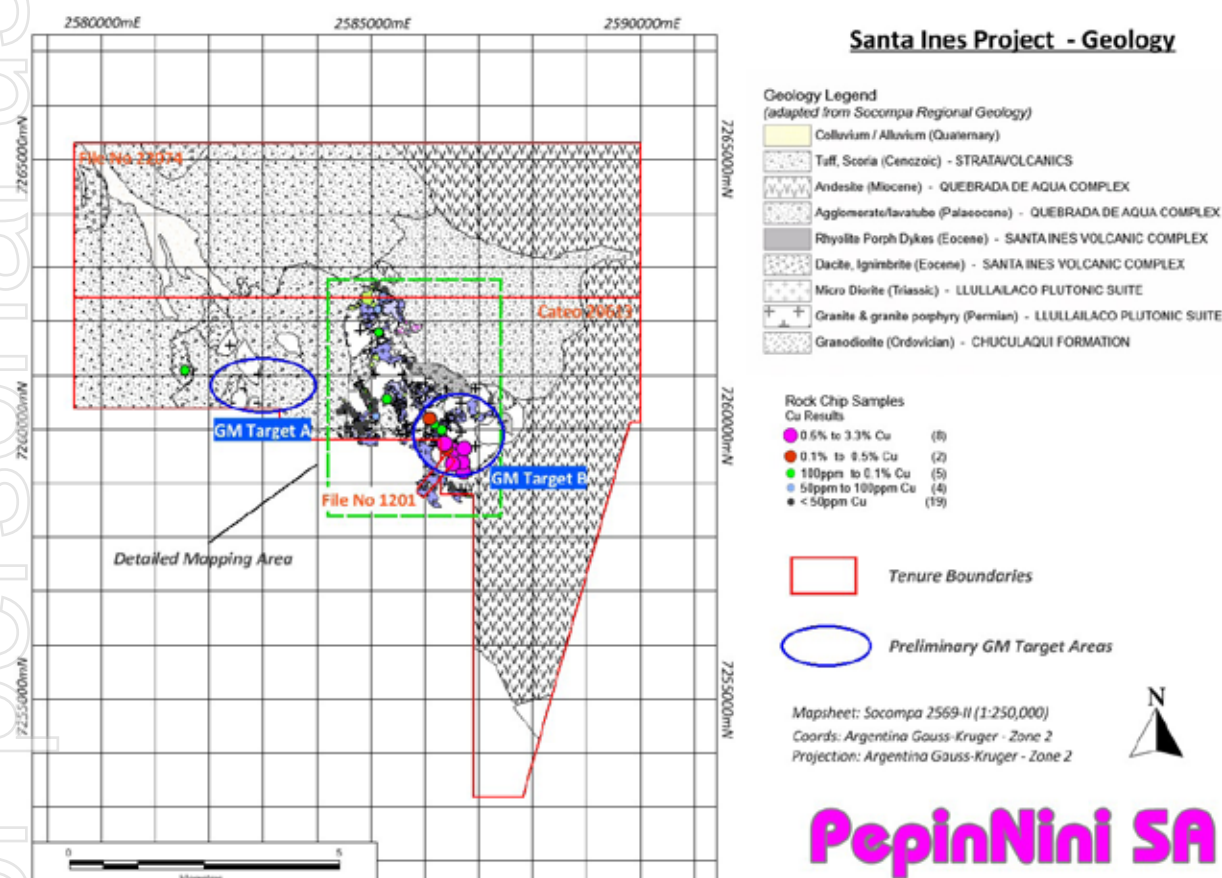 2580000mE 2585000mE 2590000mE
Santa Ines Project - Geology
Geology Legend
(adapted from Socompa Regional Geology)
Colluvium / Alluvium (Quaternary)
Tuff, Scoria (Cenozoic) - STRATAVOLCANICS
Andesite (Miocene) - QUEBRADA DE AQUA COMPLEX
Agglomerate/lavatube (Palaeocene) - QUEBRADA DE AQUA COMPLEX
Rhyolite Porph Dykes (Eocene) - SANTA INES VOLCANIC COMPLEX
Dacite, Ignimbrite (Eocene) - SANTA INES VOLCANIC COMPLEX
Micro Diorite (Triassic) - LLULLAILACO PLUTONIC SUITE
Granite & granite porphyry (Permian) - LLULLAILACO PLUTONIC SUITE
Granodiorite (Ordovician) - CHUCULAQUI FORMATION
Rock Chip Samples
Cu Results
0.5% to 3.3% Cu (8)
0.1% to 0.5% Cu (2)
100ppm to 0.1% Cu (5)
50ppm to 100ppm Cu (4)
< 50ppm Cu (19)
Tenure Boundaries
Preliminary GM Target Areas
Mapsheet: Socompa 2569-II (1:250,000)
Coords: Argentina Gauss-Kruger - Zone 2
Projection: Argentina Gauss-Kruger - Zone 2
N
PepinNini SA
7265000mN
7265000mN
7260000mN
7260000mN
7255000mN
7255000mN
File No
Cateo
GM Target A
GM Target B
File No 1201
Detailed Mapping Area
0 5